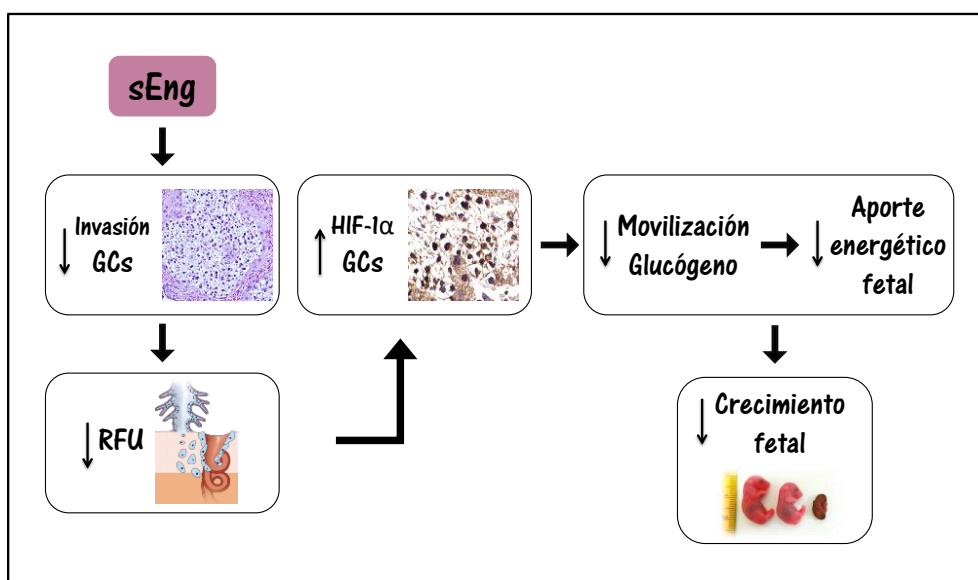 sEng
↓ Invasión
GCs
↓ RFU
↑ HIF-1α
GCs
↓ Movilización
Glucógeno
↓ Aporte
energético
fetal
↓ Crecimiento
fetal